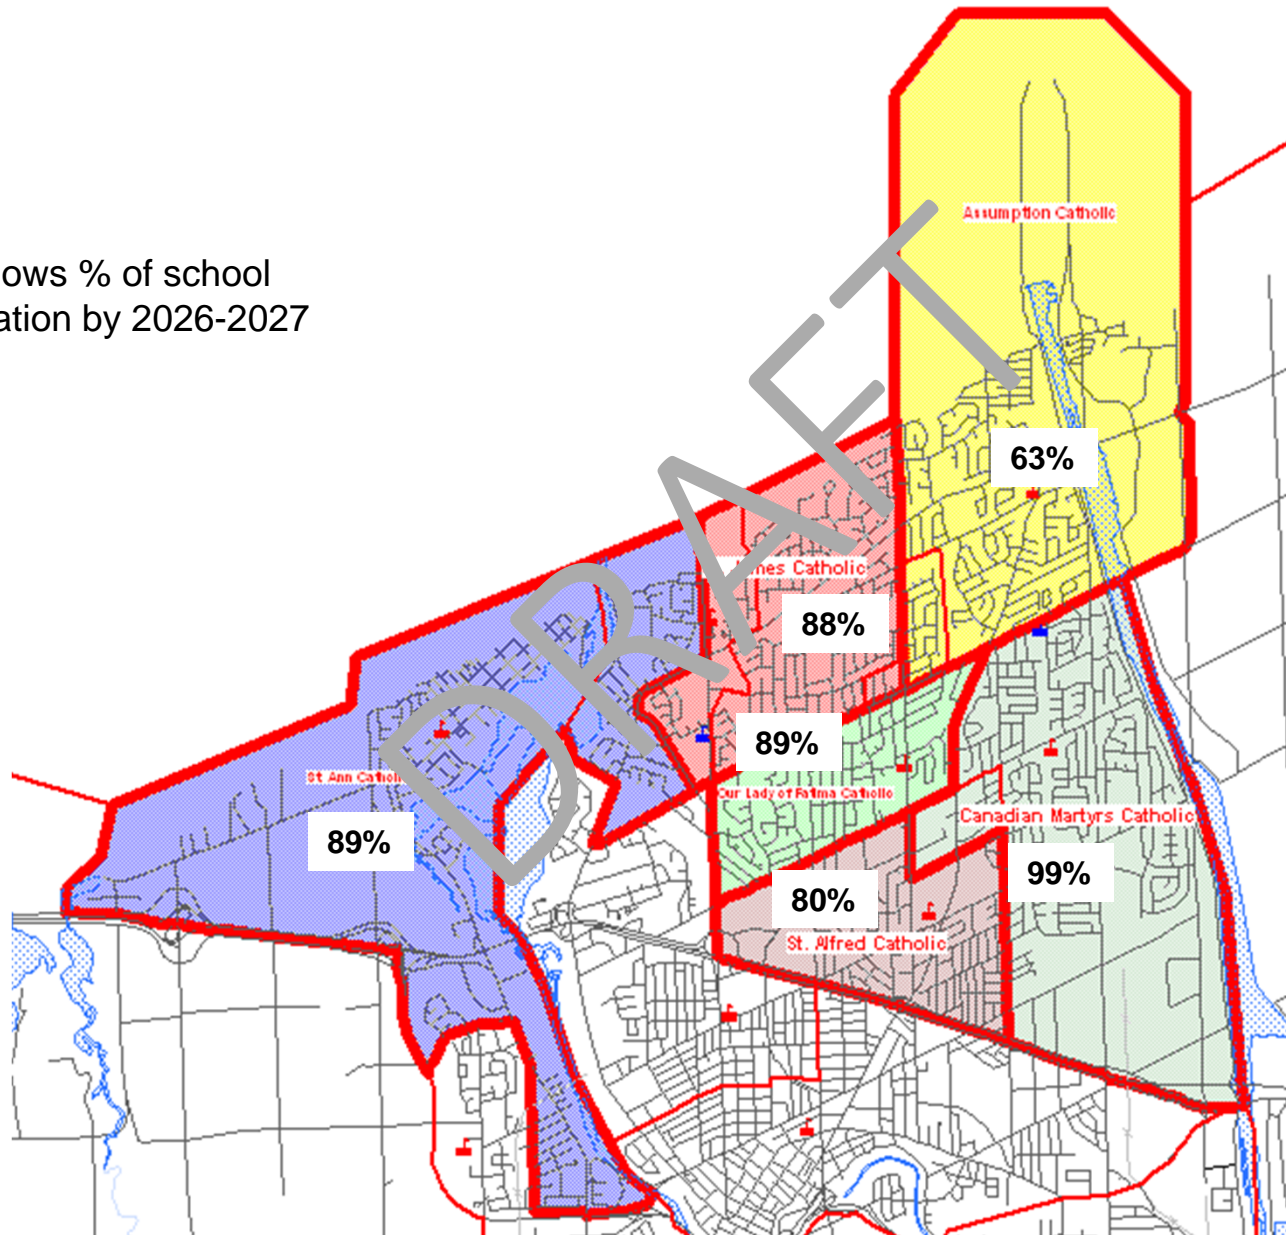 ows % of school
ation by 2026-2027
Assumption Catholic
63%
mes Catholic
88%
89%
Our Lady of Fatima Catholic
St Ann Catholi
89%
Canadian Martyrs Catholic
99%
80%
St. Alfred Catholic
DRAFT